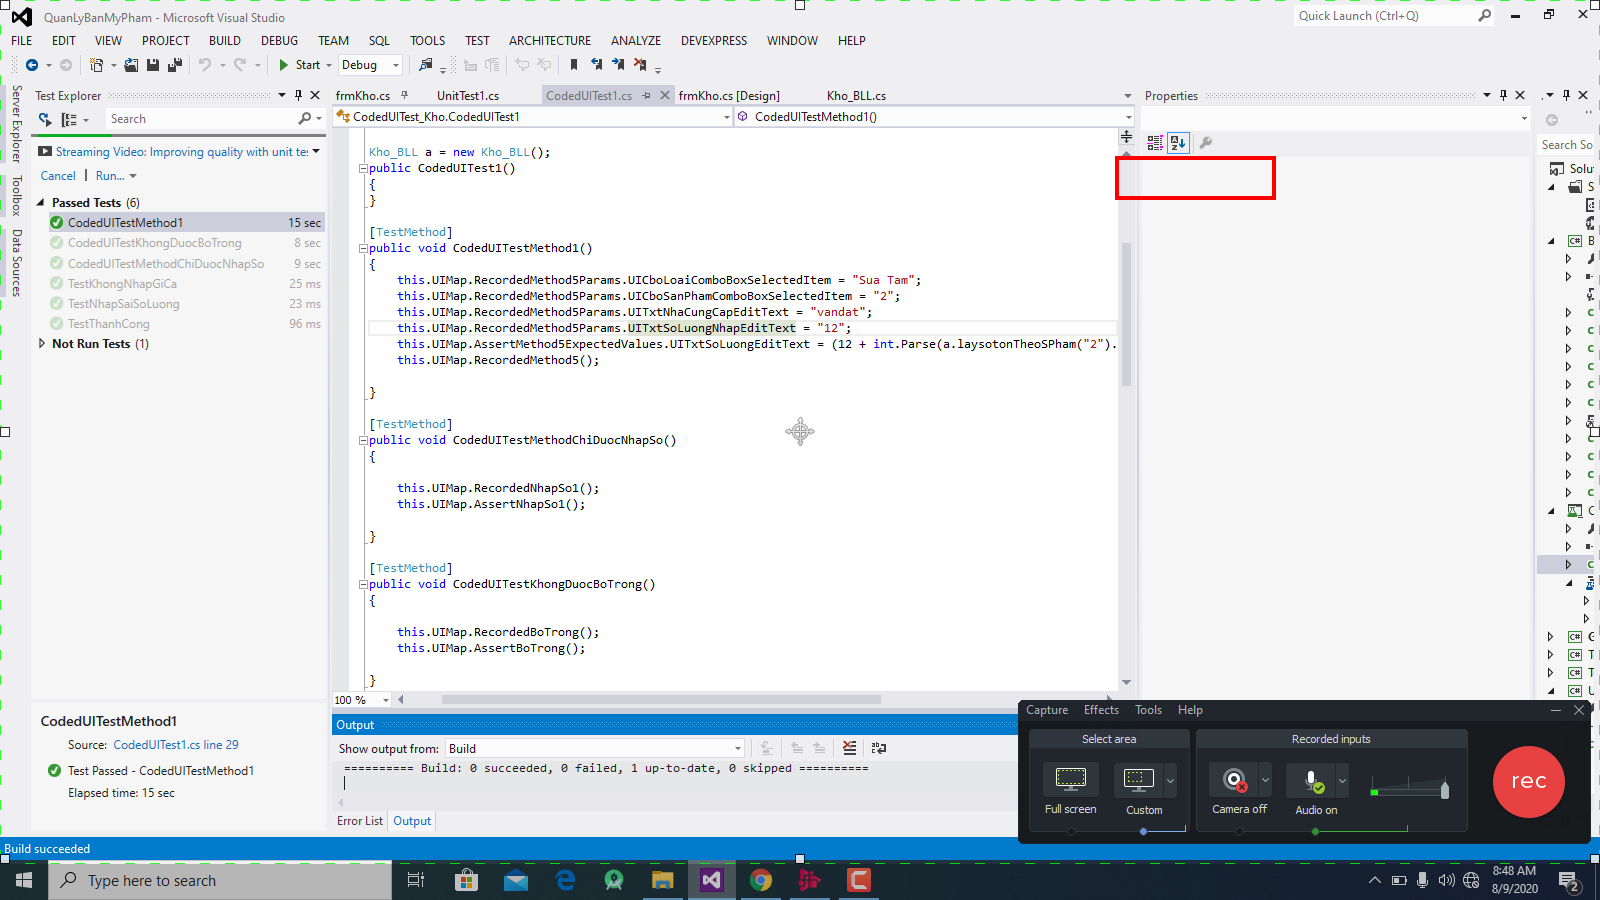 QuanLyBanMyPham - Microsoft Visual Studio
Quick Launch (Ctrl+Q)
FILE EDIT VIEW PROJECT BUILD DEBUG TEAM SQL TOOLS TEST ARCHITECTURE ANALYZE DEVEXPRESS WINDOW HELP
Start Debug
Server Explorer
Toolbox
Data Sources
Test Explorer
Search
Streaming Video: Improving quality with unit te
Cancel Run...
Passed Tests (6)
CodedUITestMethod1 15 sec
CodedUITestKhongDuocBoTrong 8 sec
CodedUITestMethodChiDuocNhapSo 9 sec
TestKhongNhapGiCa 25 ms
TestNhapSaiSoLuong 23 ms
TestThanhCong 96 ms
Not Run Tests (1)
CodedUITestMethod1
Source: CodedUITest1.cs line 29
Test Passed - CodedUITestMethod1
Elapsed time: 15 sec
frmKho.cs UnitTest1.cs CodedUITest1.cs frmKho.cs [Design] Kho_BLL.cs
CodedUITest_Kho.CodedUITest1 CodedUITestMethod1()
Kho_BLL a = new Kho_BLL();
public CodedUITest1()
{
}
[TestMethod]
public void CodedUITestMethod1()
{
this.UIMap.RecordedMethod5Params.UICboLoaiComboBoxSelectedItem = "Sua Tam";
this.UIMap.RecordedMethod5Params.UICboSanPhamComboBoxSelectedItem = "2";
this.UIMap.RecordedMethod5Params.UITxtNhaCungCapEditText = "vandat";
this.UIMap.RecordedMethod5Params.UITxtSoLuongNhapEditText = "12";
this.UIMap.AssertMethod5ExpectedValues.UITxtSoLuongEditText = (12 + int.Parse(a.laysotonTheoSPham("2").
this.UIMap.RecordedMethod5();
}
[TestMethod]
public void CodedUITestMethodChiDuocNhapSo()
{
this.UIMap.RecordedNhapSo1();
this.UIMap.AssertNhapSo1();
}
[TestMethod]
public void CodedUITestKhongDuocBoTrong()
{
this.UIMap.RecordedBoTrong();
this.UIMap.AssertBoTrong();
}
100 %
Output
Show output from: Build
========== Build: 0 succeeded, 0 failed, 1 up-to-date, 0 skipped ==========
Error List Output
Properties
Search So
Solu
Capture Effects Tools Help
Select area
Recorded inputs
Full screen
Custom
Camera off
Audio on
rec
Build succeeded
Type here to search
8:48 AM
8/9/2020
2